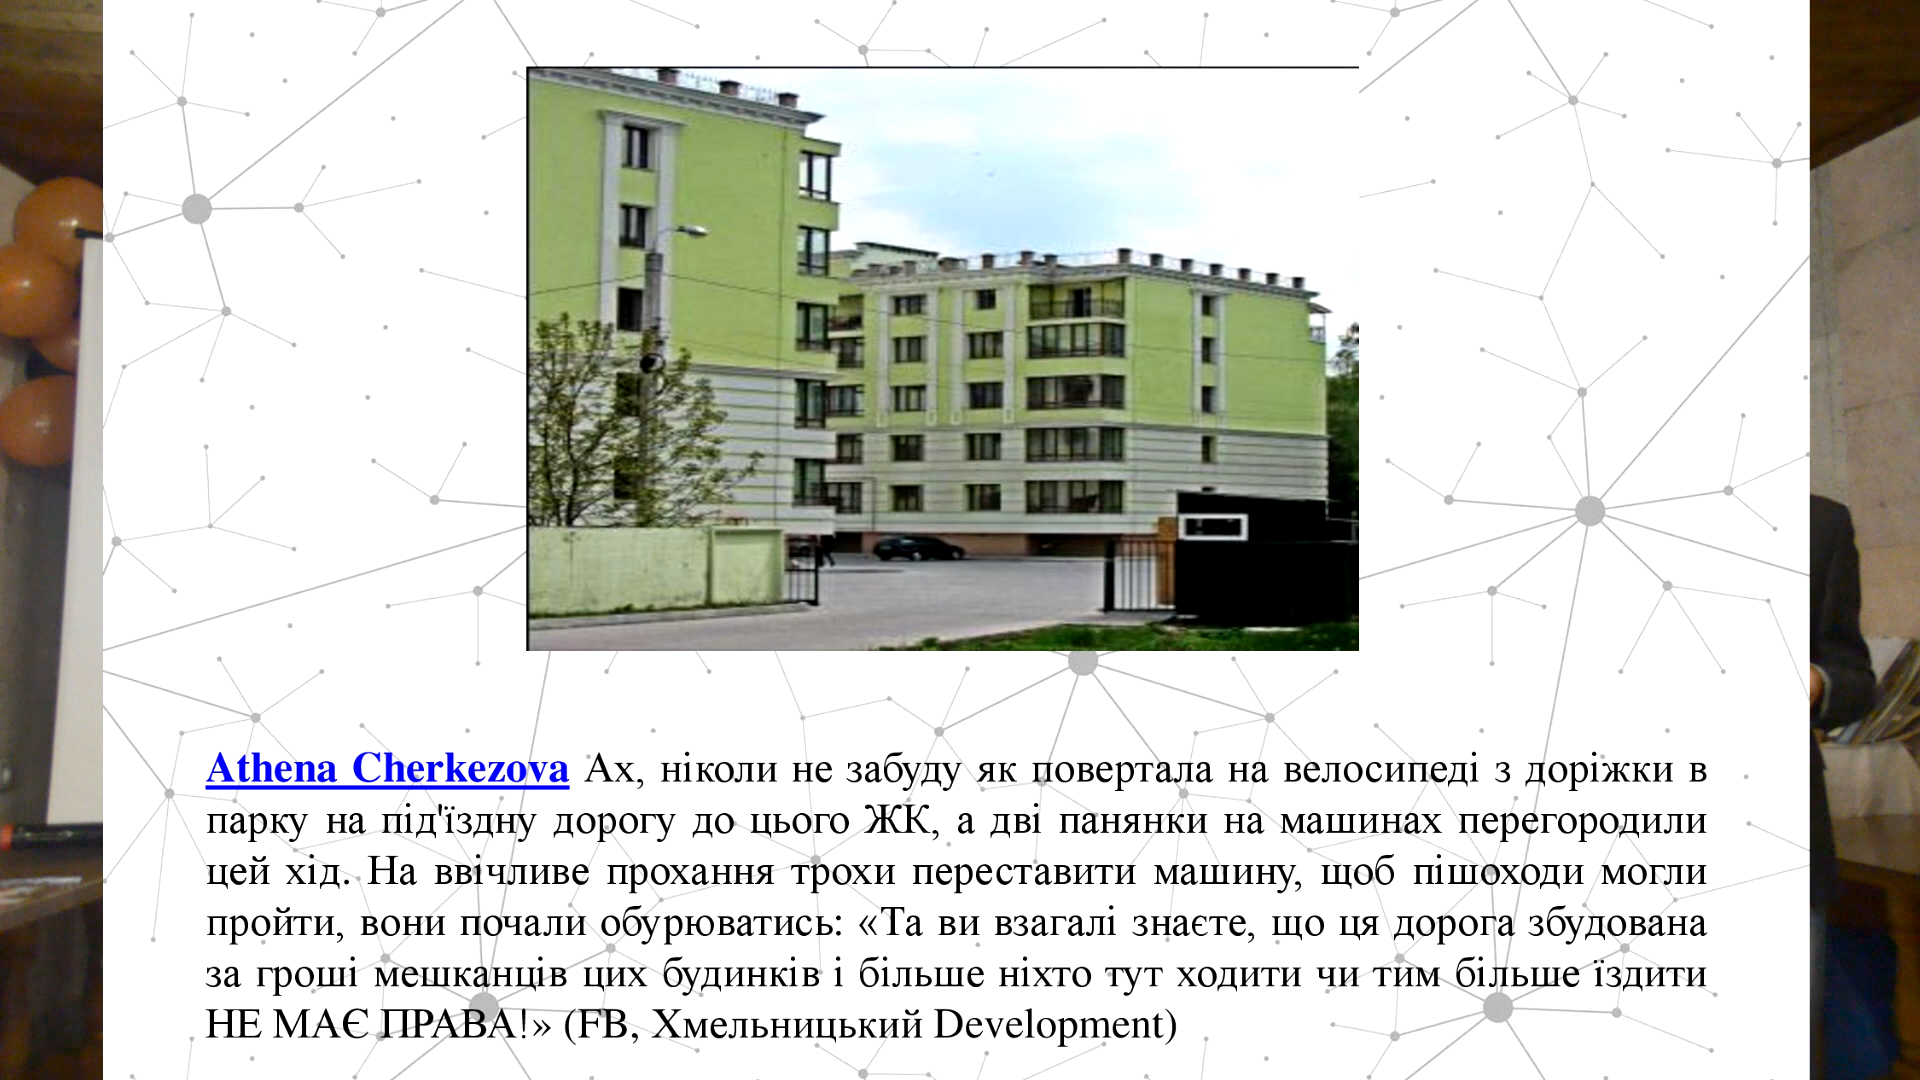 Athena Cherkezova Ах, ніколи не забуду як повертала на велосипеді з доріжки в
парку на під'їздну дорогу до цього ЖК, а дві панянки на машинах перегородили
цей хід. На ввічливе прохання трохи переставити машину, щоб пішоходи могли
пройти, вони почали обурюватись: «Та ви взагалі знаєте, що ця дорога збудована
за гроші мешканців цих будинків і більше ніхто тут ходити чи тим більше їздити
НЕ МАЄ ПРАВА!» (FB, Хмельницький Development)